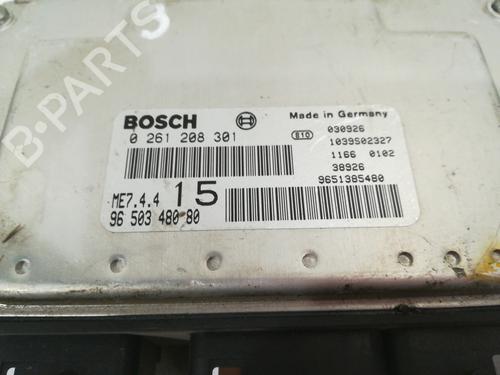 B-PARTS
BOSCH
Made in Germany
0 261 208 301
e10
030926
1039S02327
1166 0102
38926
9651385480
ME7.4.4 15
96 503 480 80